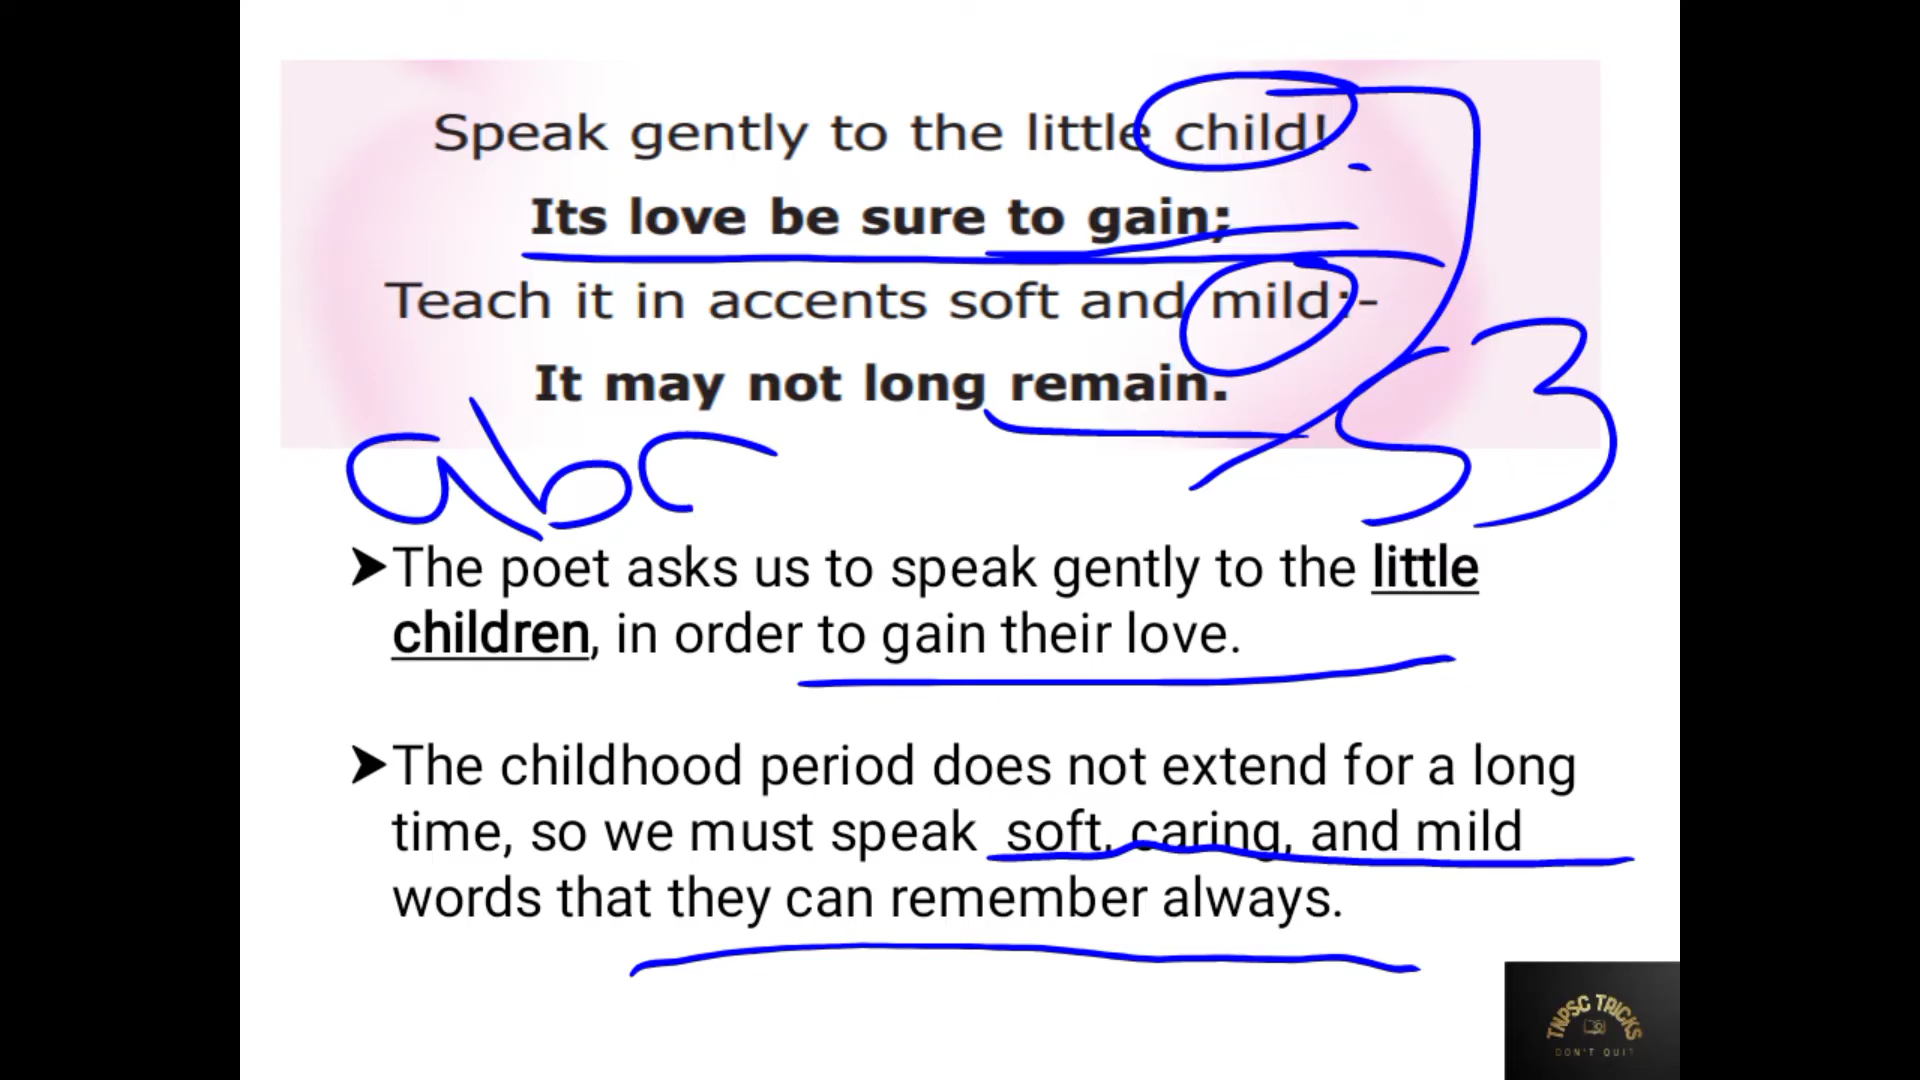 Speak gently to the little child!
Its love be sure to gain;
Teach it in accents soft and mild:-
It may not long remain.
abc
53
➤The poet asks us to speak gently to the little
children, in order to gain their love.
➤The childhood period does not extend for a long
time, so we must speak soft, caring, and mild
words that they can remember always.
TNPSC TRICKS
DON'T QUIT